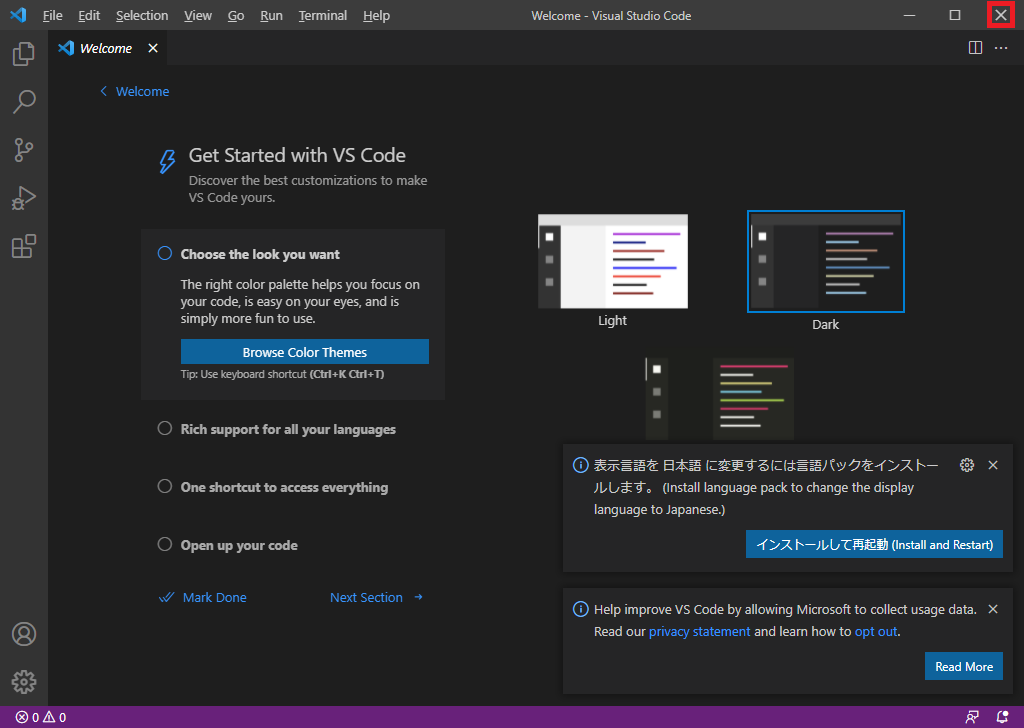 File Edit Selection View Go Run Terminal Help Welcome - Visual Studio Code
Welcome
Welcome
Get Started with VS Code
Discover the best customizations to make
VS Code yours.
Choose the look you want
The right color palette helps you focus on
your code, is easy on your eyes, and is
simply more fun to use.
Browse Color Themes
Tip: Use keyboard shortcut (Ctrl+K Ctrl+T)
Rich support for all your languages
One shortcut to access everything
Open up your code
Mark Done Next Section
Light
Dark
表示言語を 日本語 に変更するには言語パックをインストー
ルします。 (Install language pack to change the display
language to Japanese.)
インストールして再起動 (Install and Restart)
Help improve VS Code by allowing Microsoft to collect usage data.
Read our privacy statement and learn how to opt out.
Read More
0 0